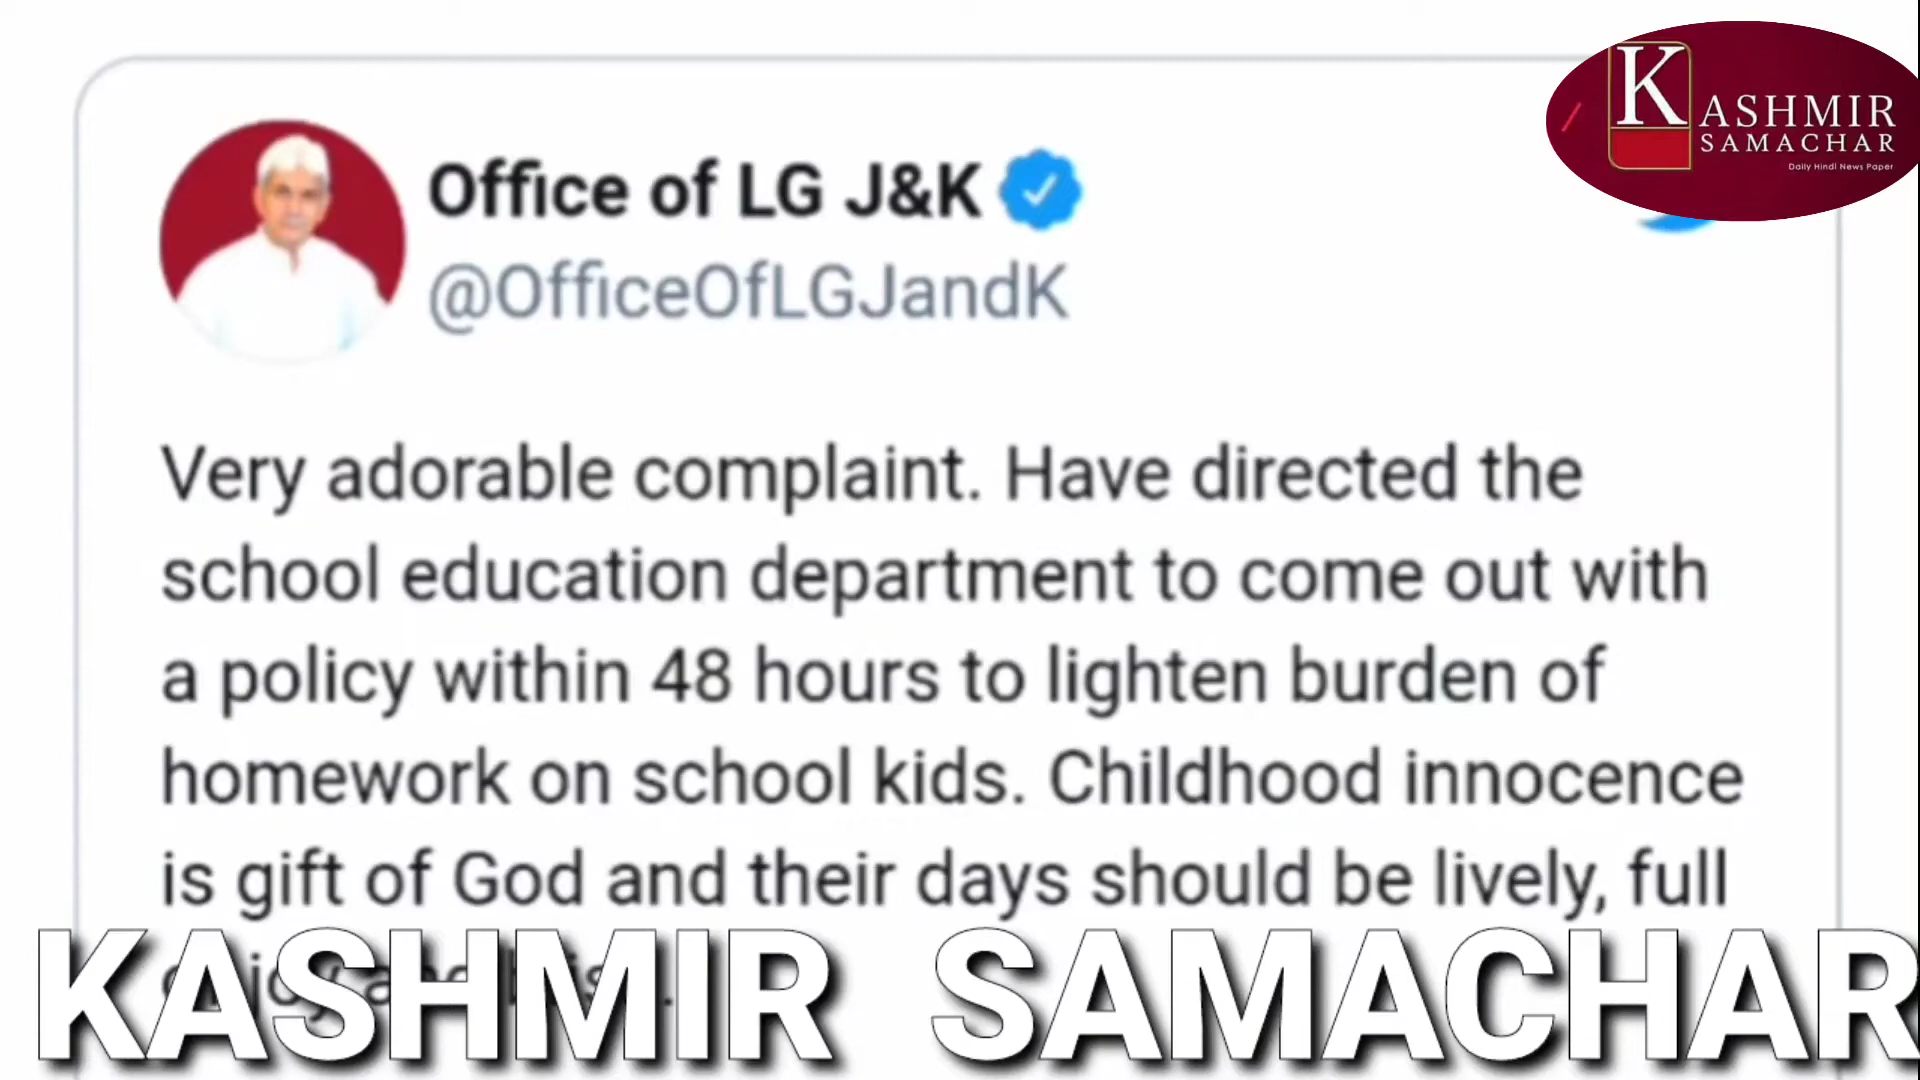 KASHMIR
SAMACHAR
Daily Hindi News Paper
Office of LG J&K
@OfficeOfLGJandK
Very adorable complaint. Have directed the
school education department to come out with
a policy within 48 hours to lighten burden of
homework on school kids. Childhood innocence
is gift of God and their days should be lively, full
KASHMIR SAMACHAR